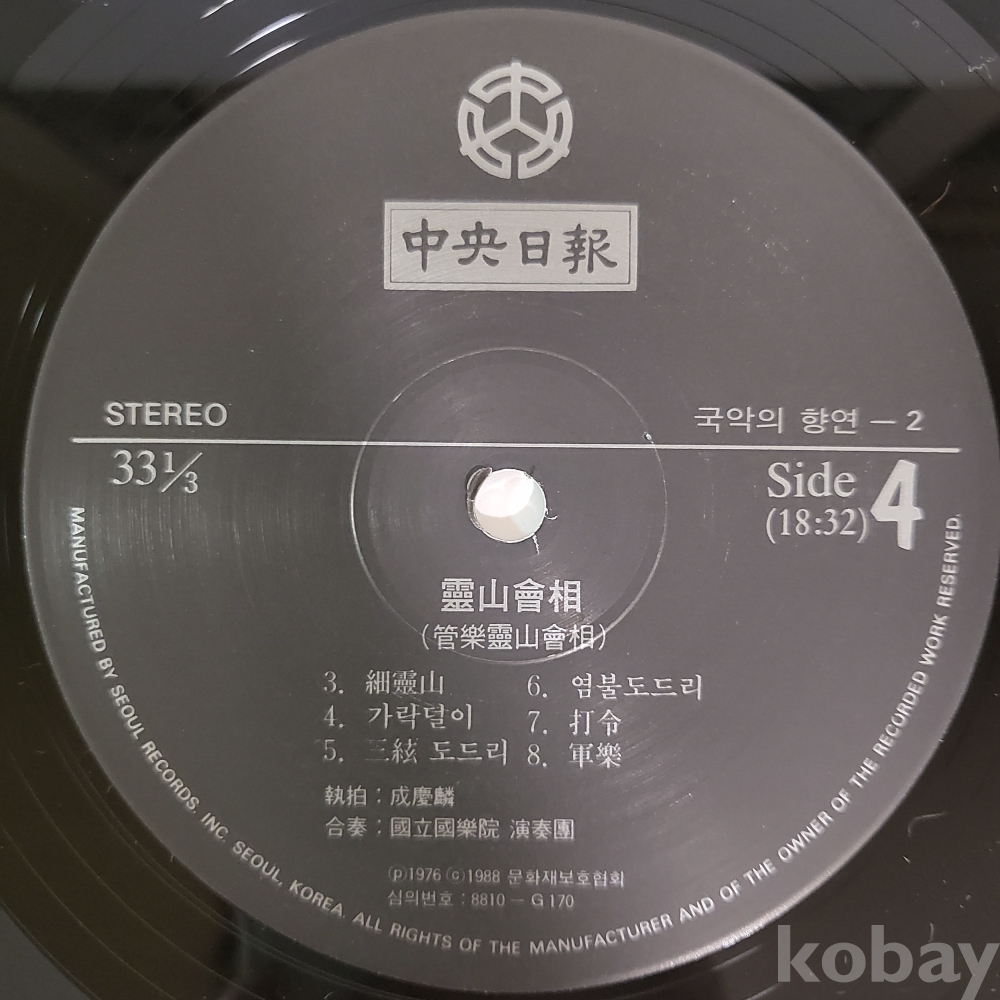 中央日報
STEREO
국악의 향연 — 2
33⅓
Side 4
(18:32)
靈山會相
(管樂靈山會相)
3. 細靈山
4. 가락덜이
5. 三絃 도드리
6. 염불도드리
7. 打令
8. 軍樂
執拍 : 成慶麟
合奏 : 國立國樂院 演奏團
ⓟ1976 ⓒ1988 문화재보호협회
심의번호 : 8810 − G170
MANUFACTURED BY SEOUL RECORDS, INC. SEOUL, KOREA. ALL RIGHTS OF THE MANUFACTURER AND OF THE OWNER OF THE RECORDED WORK RESERVED.
kobay